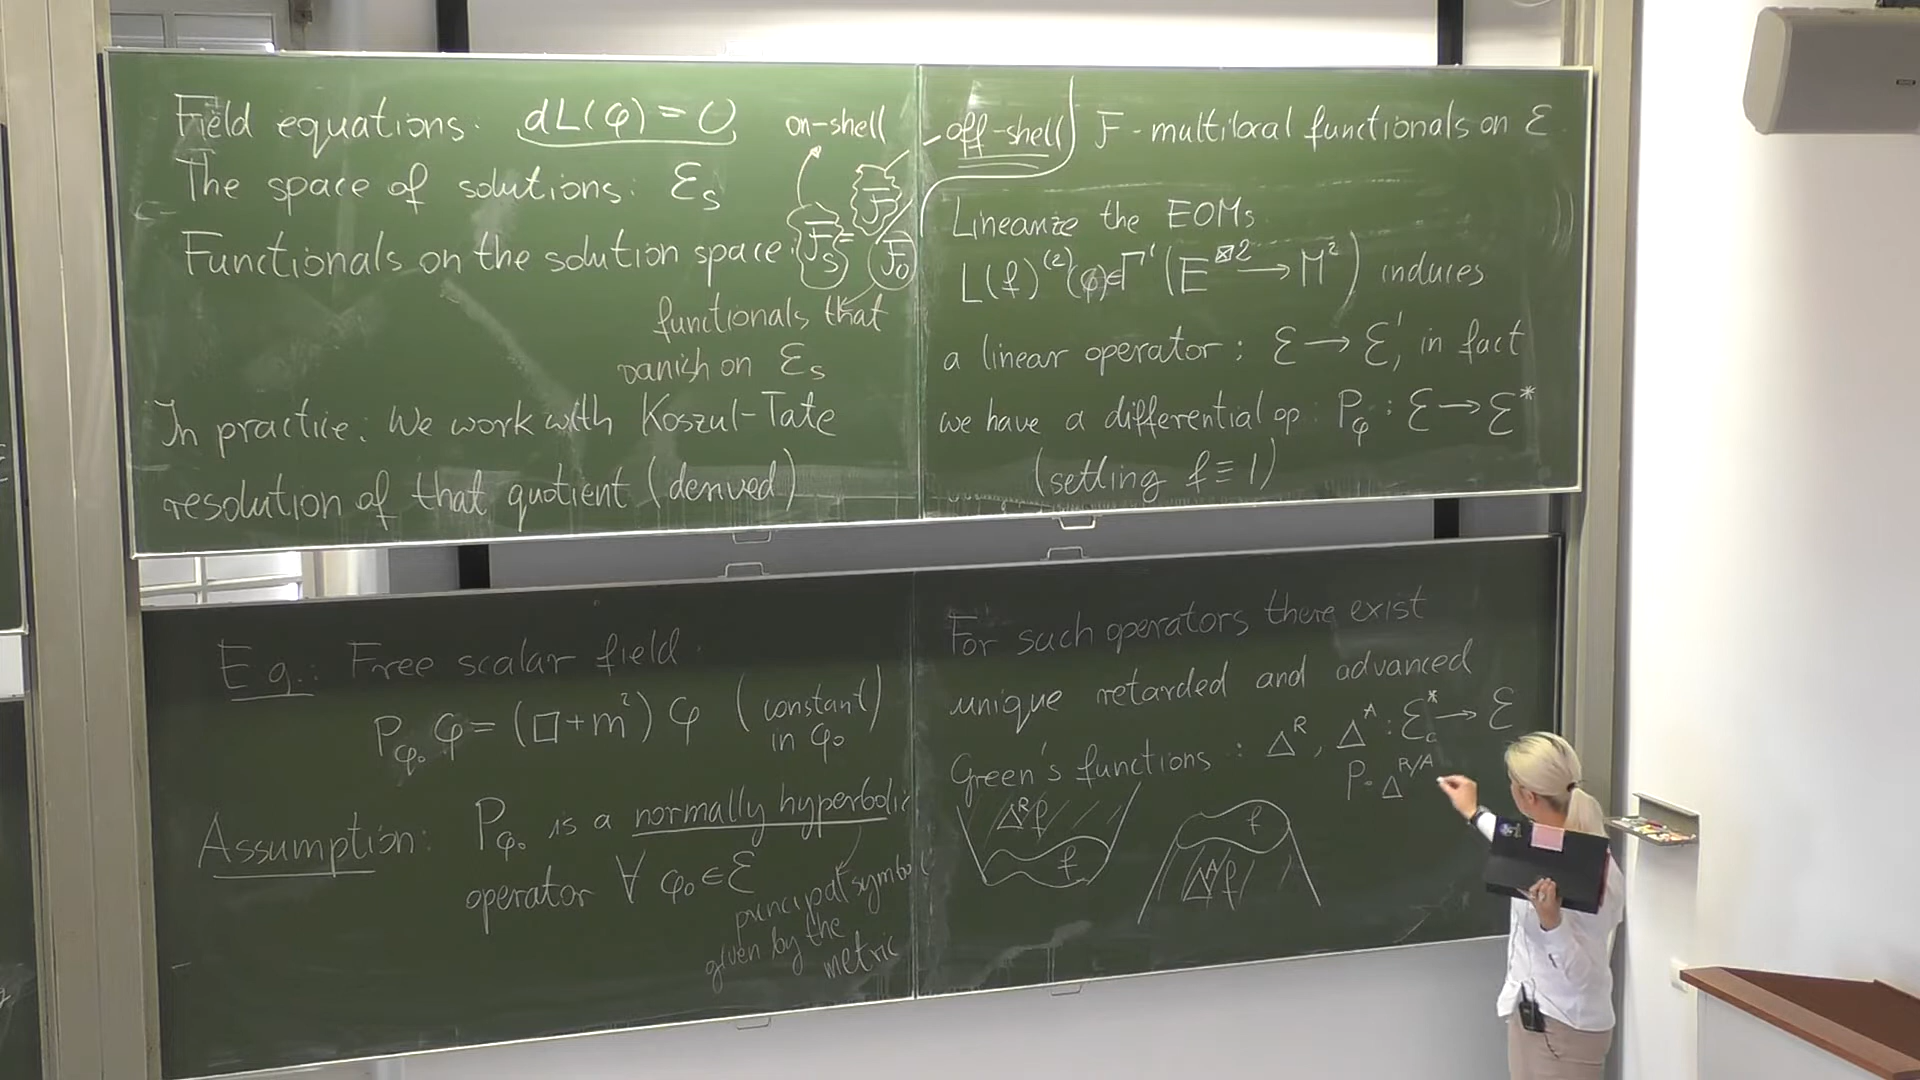 Field equations: dL(φ) = 0
The space of solutions: Ɛ_S
Functionals on the solution space: F_S = F / F_0
on-shell
off-shell
functionals that
vanish on Ɛ_S
In practice: We work with Koszul-Tate
resolution of that quotient (derived)
F - multilocal functionals on Ɛ
Linearize the EOMs
L(f)^(2)(φ) ∈ Γ'(E^⊠2 → M²) induces
a linear operator: Ɛ → Ɛ', in fact
we have a differential op: P_φ : Ɛ → Ɛ*
(setting f ≡ 1)
E.g.: Free scalar field.
P_φ₀ φ = (□ + m²) φ (constant in φ₀)
Assumption: P_φ₀ is a normally hyperbolic
operator ∀ φ₀ ∈ Ɛ
principal symbol
given by the
metric
For such operators there exist
unique retarded and advanced
Green's functions: Δ^R, Δ^A : Ɛ*_c → Ɛ
P∘Δ^R/A
Δ^R f
f
f
Δ^A f